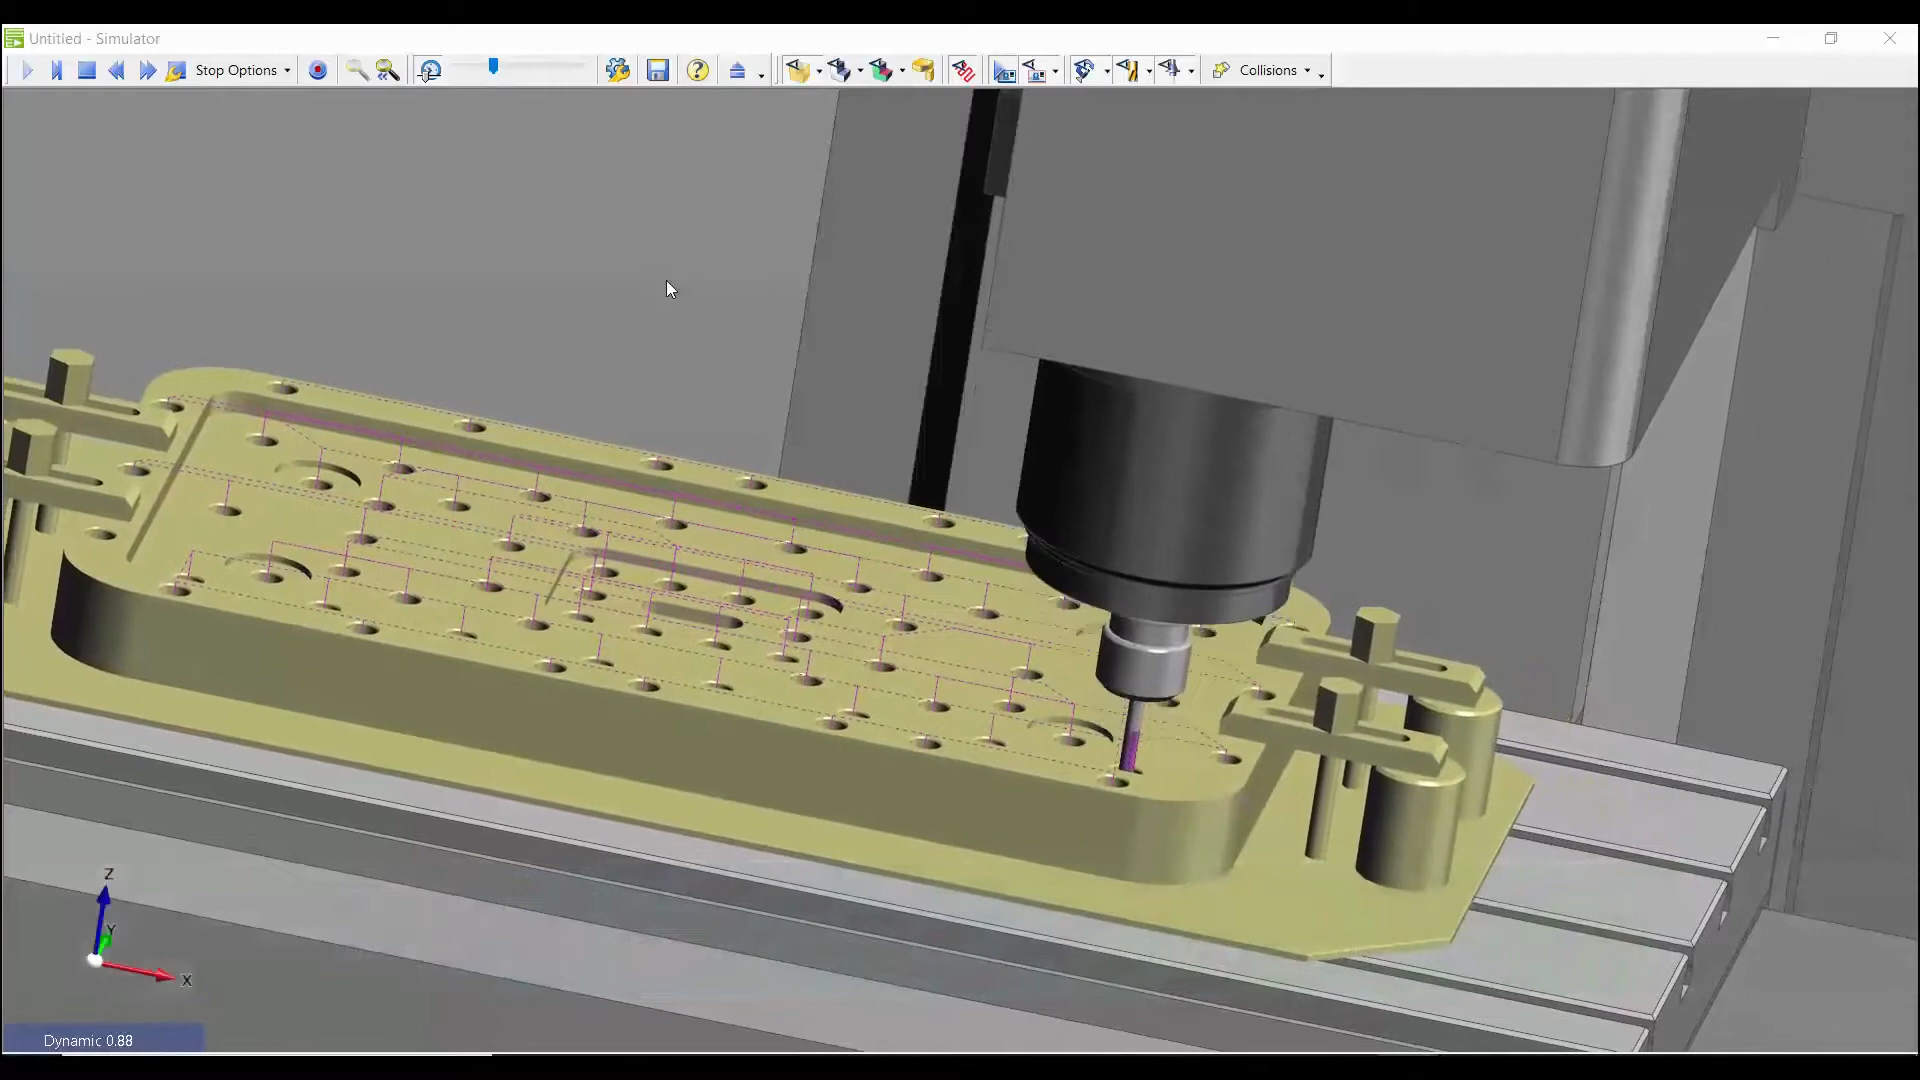 Untitled - Simulator
Stop Options
Collisions
Z
Y
X
Dynamic 0.88